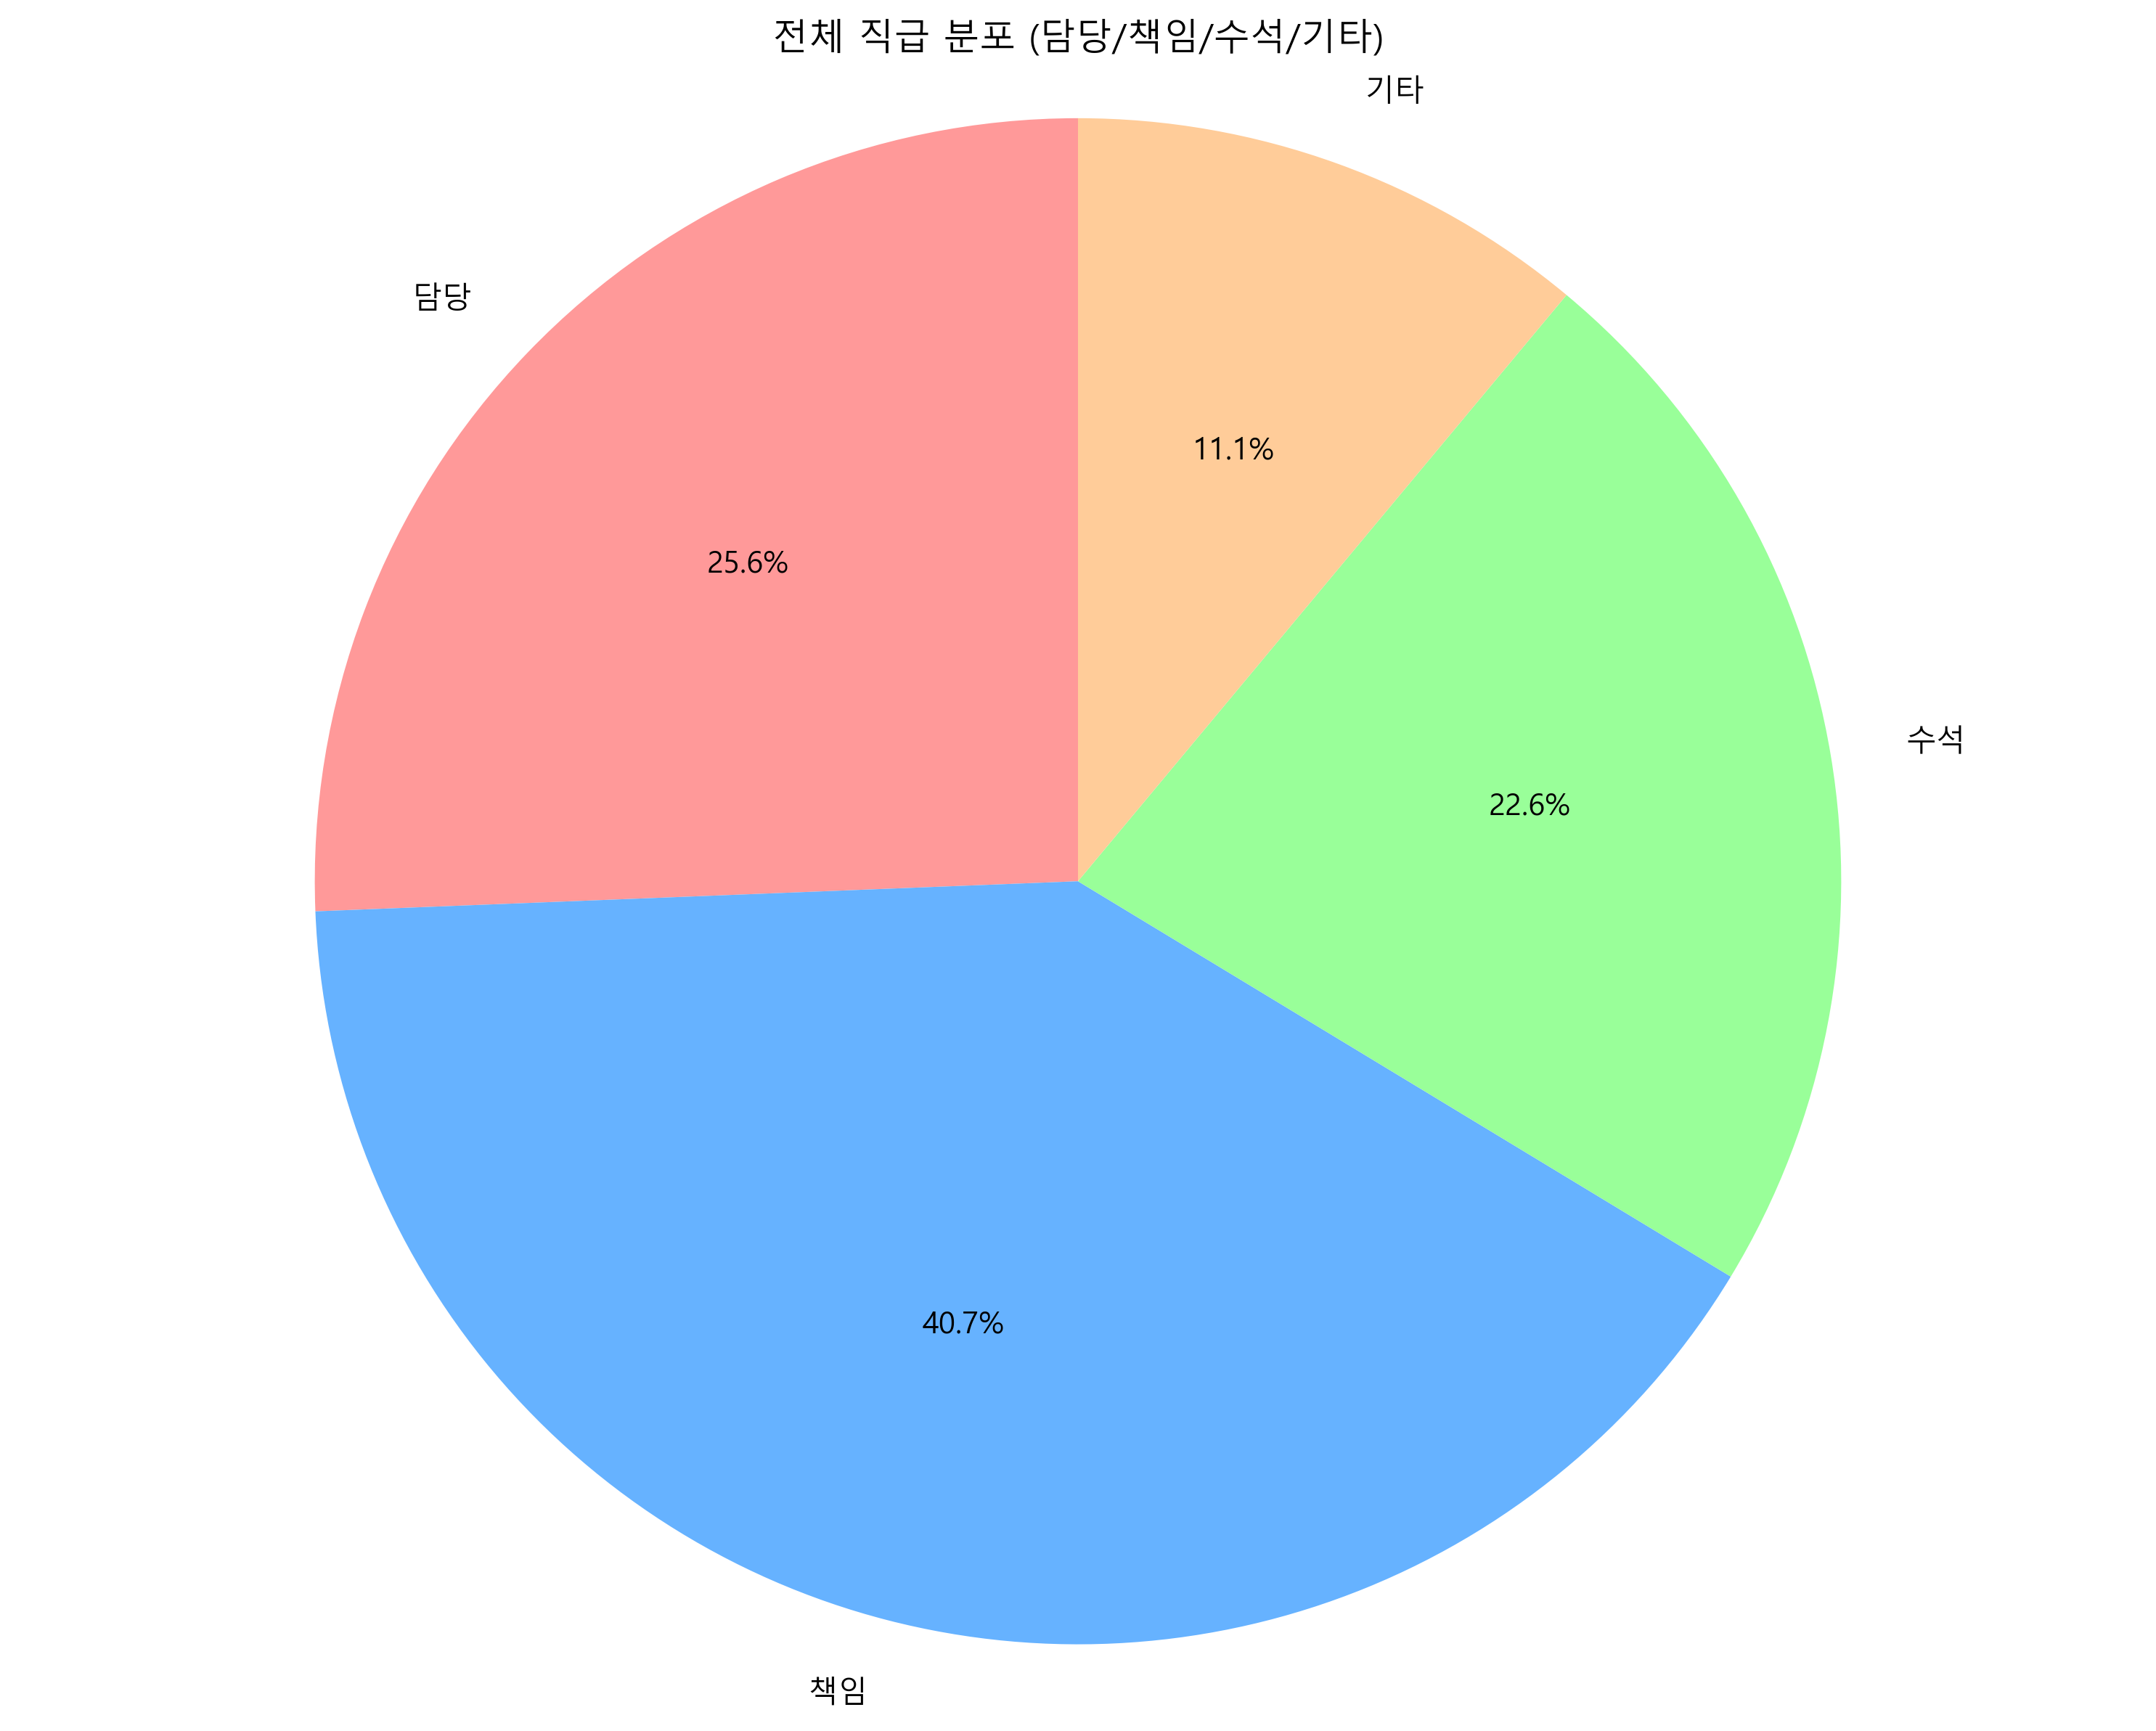 전체 직급 분포 (담당/책임/수석/기타)
기타
담당
11.1%
25.6%
수석
22.6%
40.7%
책임